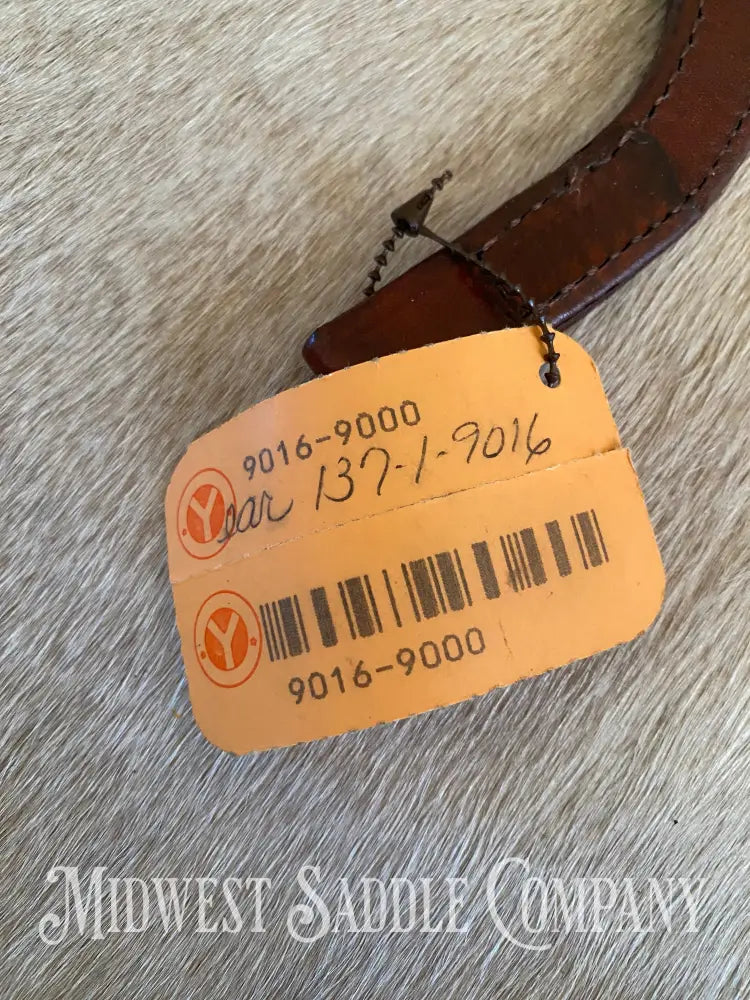 9016-9000
ear 137-1-9016
Y
Y
9016-9000
MIDWEST SADDLE COMPANY